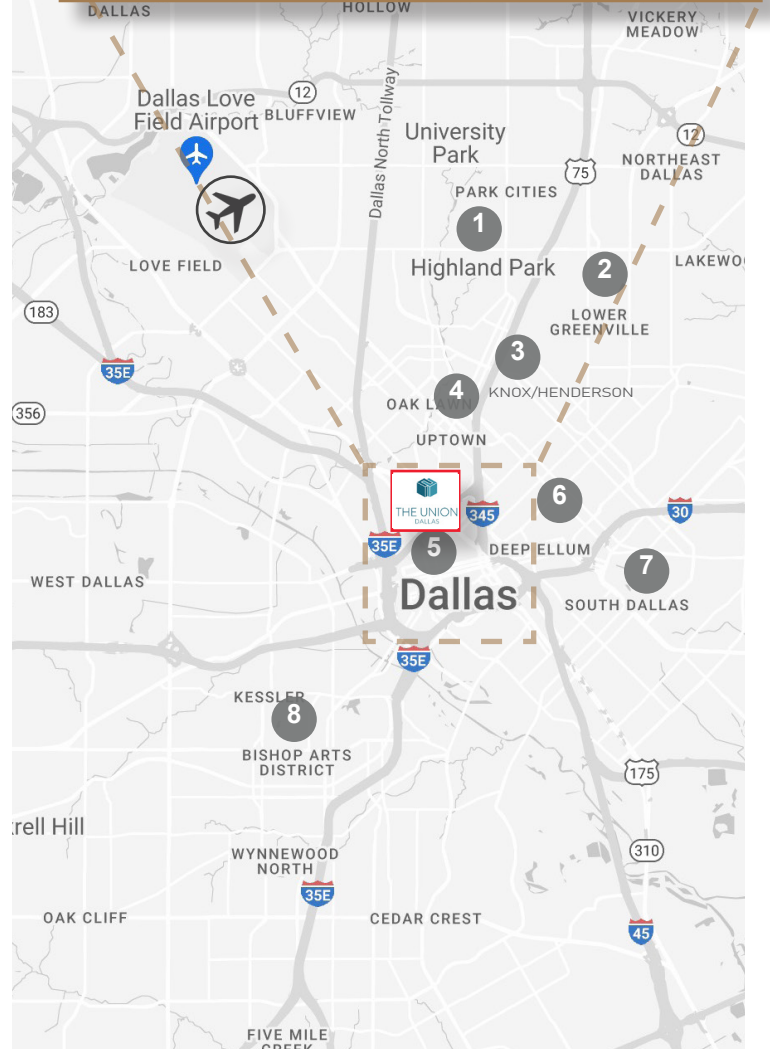 DALLAS
HOLLOW
VICKERY
MEADOW
Dallas Love
Field Airport
12
BLUFFVIEW
Dallas North Tollway
University
Park
12
NORTHEAST
DALLAS
75
PARK CITIES
1
LOVE FIELD
Highland Park
2
LAKEWO
183
LOWER
GREENVILLE
3
35E
4
KNOX/HENDERSON
OAK LAWN
356
UPTOWN
THE UNION
DALLAS
6
345
30
35E
5
DEEP ELLUM
7
WEST DALLAS
Dallas
SOUTH DALLAS
35E
KESSLER
8
BISHOP ARTS
DISTRICT
175
rell Hill
WYNNEWOOD
NORTH
310
35E
OAK CLIFF
CEDAR CREST
45
FIVE MILE
CREEK